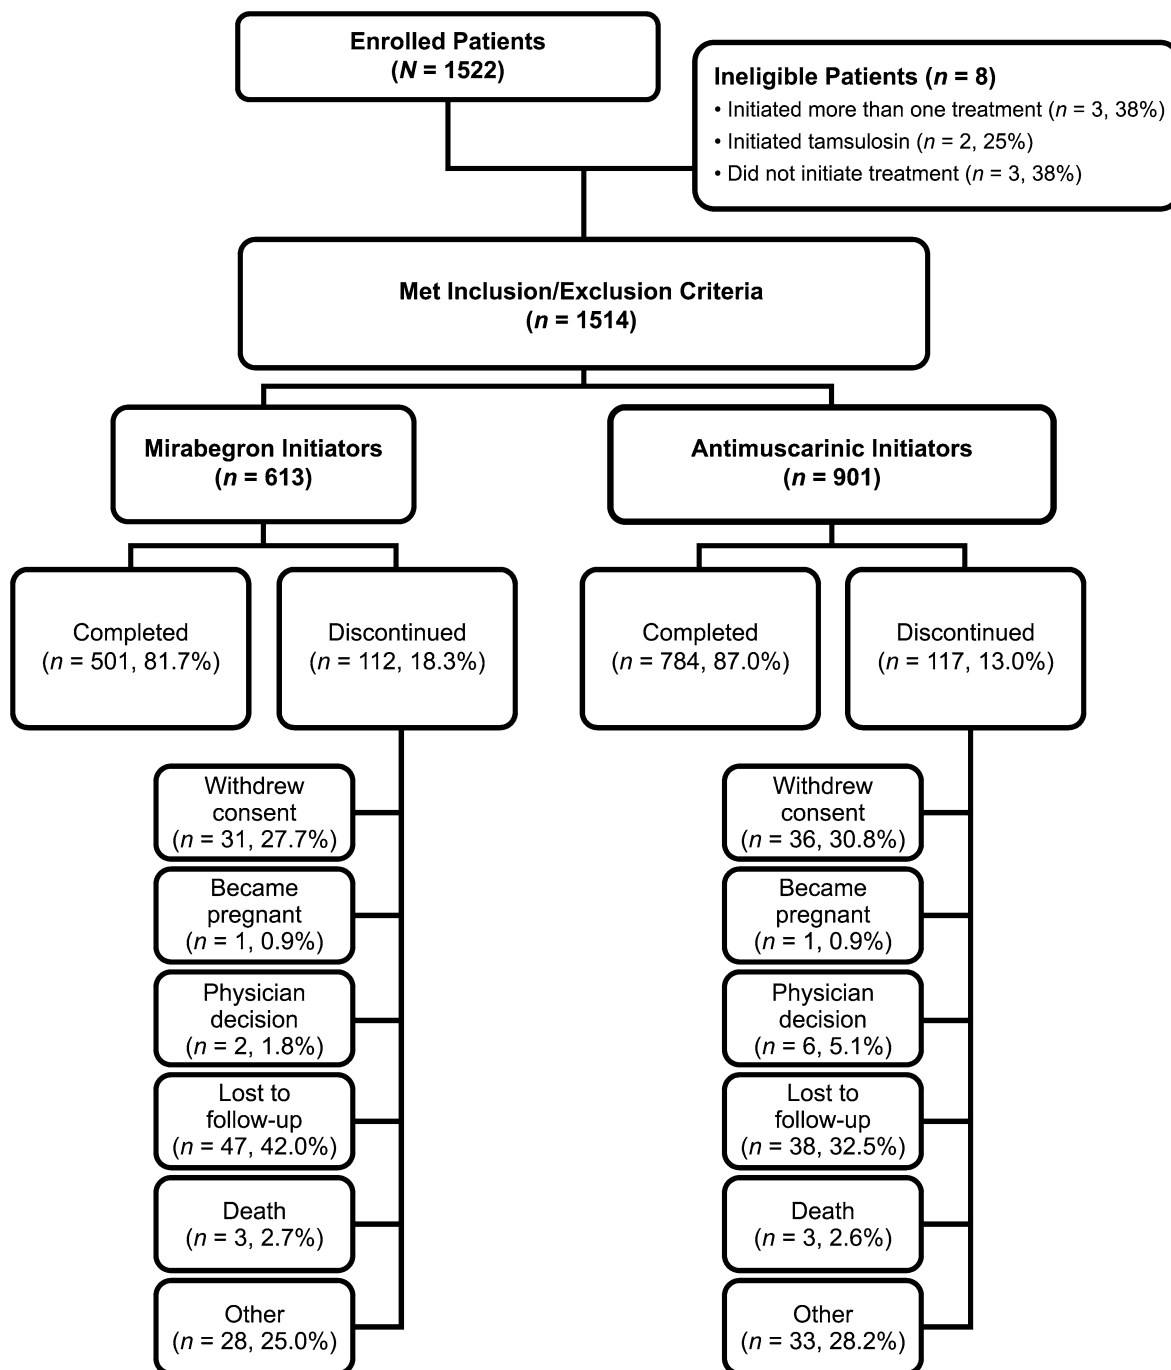 Enrolled Patients
(N = 1522)
Ineligible Patients (n = 8)
• Initiated more than one treatment (n = 3, 38%)
• Initiated tamsulosin (n = 2, 25%)
• Did not initiate treatment (n = 3, 38%)
Met Inclusion/Exclusion Criteria
(n = 1514)
Mirabegron Initiators
(n = 613)
Antimuscarinic Initiators
(n = 901)
Completed
(n = 501, 81.7%)
Discontinued
(n = 112, 18.3%)
Completed
(n = 784, 87.0%)
Discontinued
(n = 117, 13.0%)
Withdrew
consent
(n = 31, 27.7%)
Became
pregnant
(n = 1, 0.9%)
Physician
decision
(n = 2, 1.8%)
Lost to
follow-up
(n = 47, 42.0%)
Death
(n = 3, 2.7%)
Other
(n = 28, 25.0%)
Withdrew
consent
(n = 36, 30.8%)
Became
pregnant
(n = 1, 0.9%)
Physician
decision
(n = 6, 5.1%)
Lost to
follow-up
(n = 38, 32.5%)
Death
(n = 3, 2.6%)
Other
(n = 33, 28.2%)